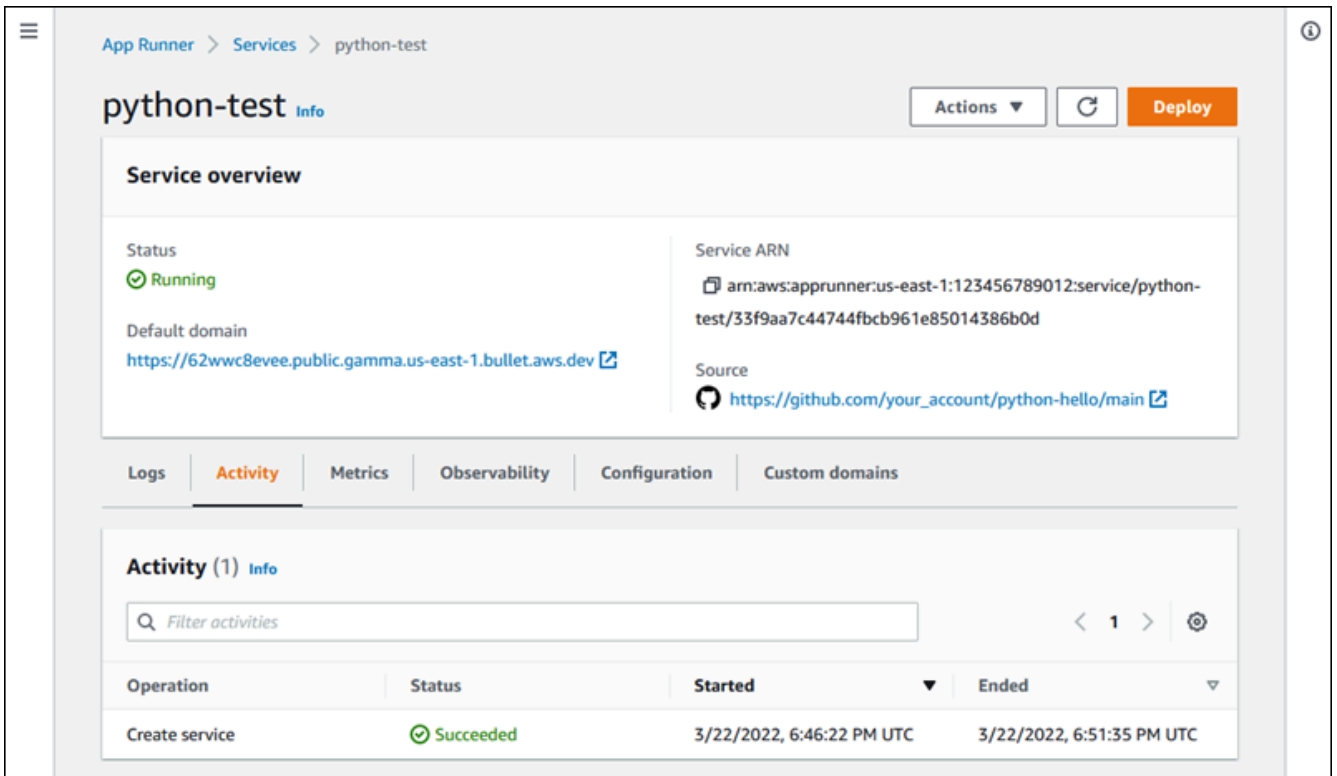 App Runner > Services > python-test
python-test Info
Actions
Deploy
Service overview
Status
Running
Default domain
https://62wwc8evee.public.gamma.us-east-1.bullet.aws.dev
Service ARN
arn:aws:apprunner:us-east-1:123456789012:service/python-
test/33f9aa7c44744fbcb961e85014386b0d
Source
https://github.com/your_account/python-hello/main
Logs Activity Metrics Observability Configuration Custom domains
Activity (1) Info
Filter activities
< 1 >
Operation Status Started Ended
Create service Succeeded 3/22/2022, 6:46:22 PM UTC 3/22/2022, 6:51:35 PM UTC